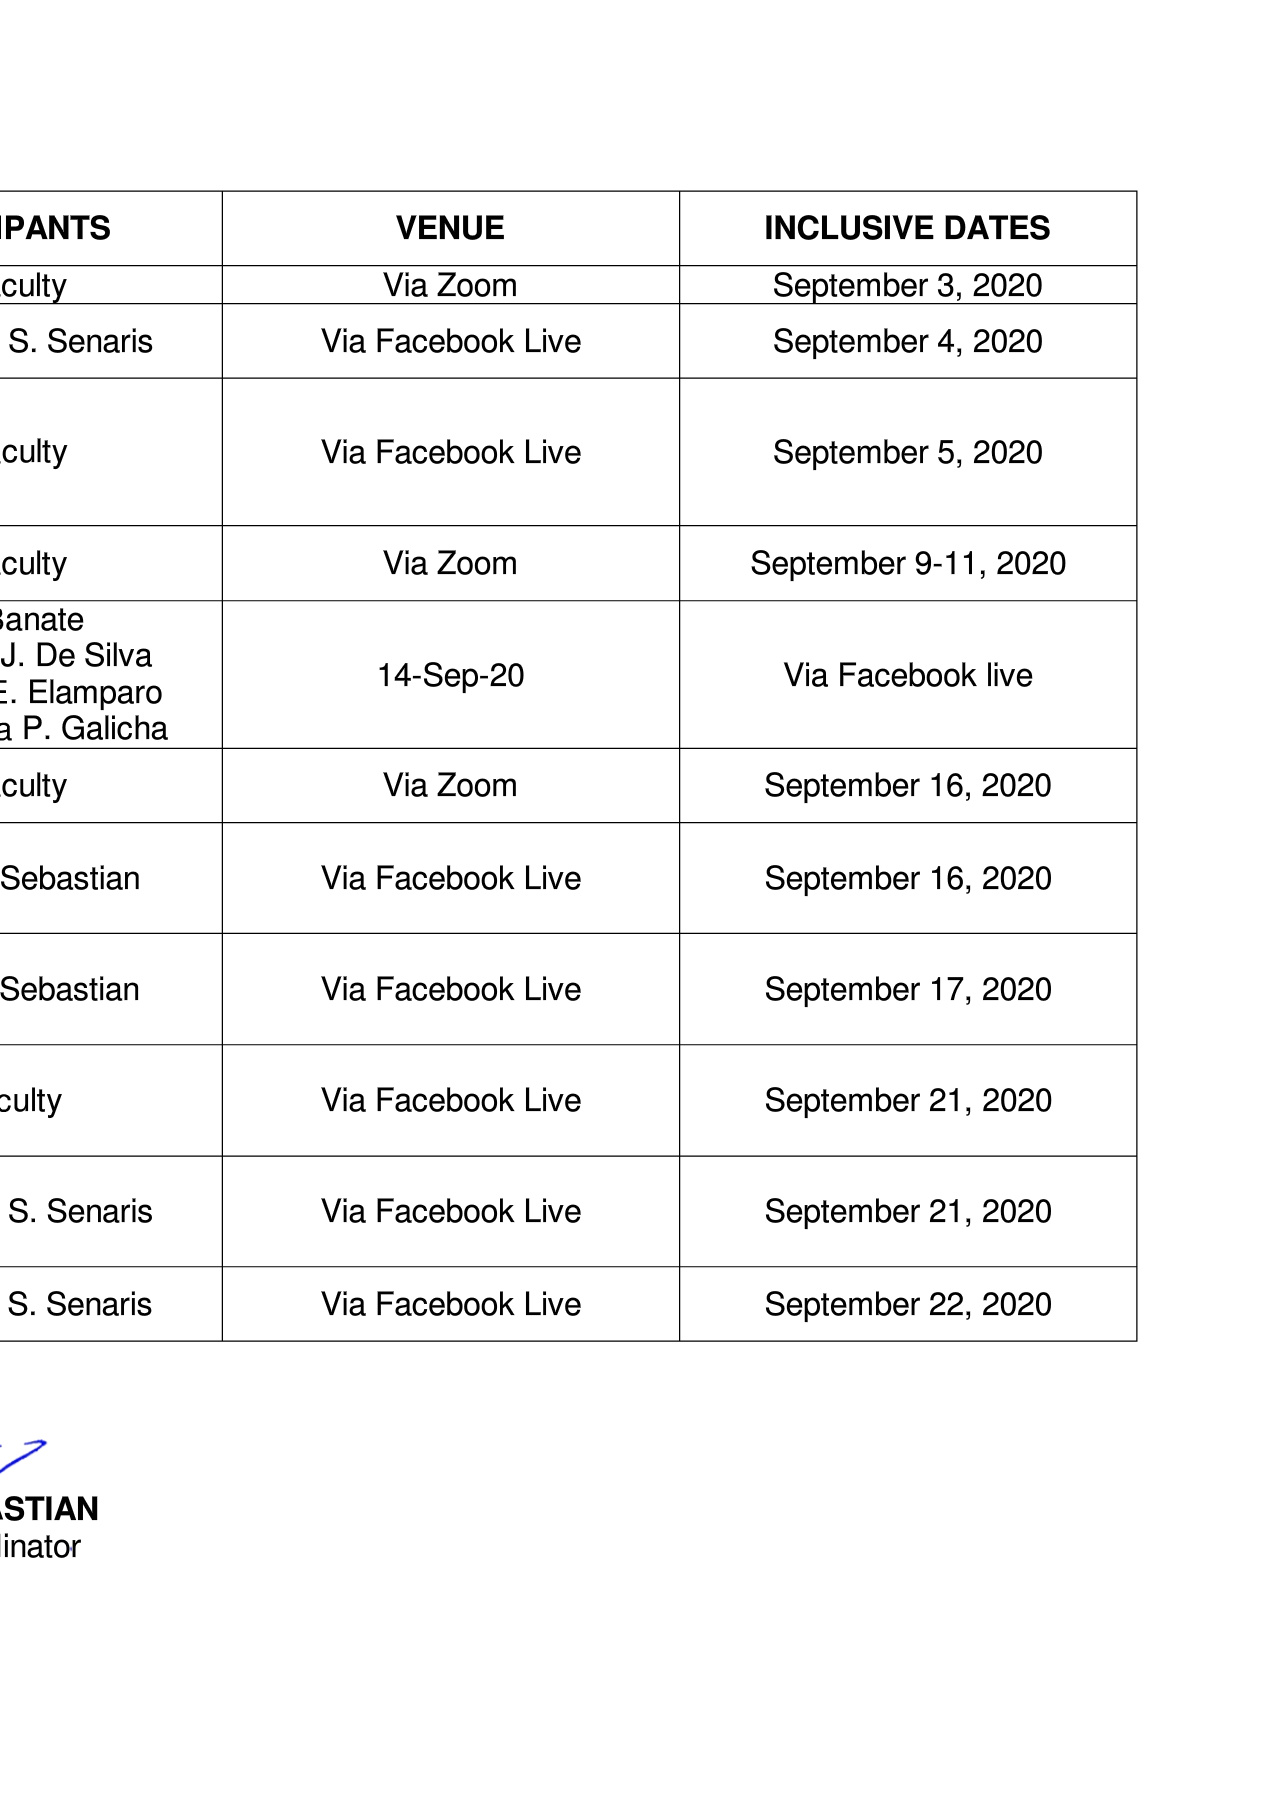 IPANTS VENUE INCLUSIVE DATES
culty Via Zoom September 3, 2020
S. Senaris Via Facebook Live September 4, 2020
culty Via Facebook Live September 5, 2020
culty Via Zoom September 9-11, 2020
Banate
J. De Silva
E. Elamparo
a P. Galicha
14-Sep-20 Via Facebook live
culty Via Zoom September 16, 2020
Sebastian Via Facebook Live September 16, 2020
Sebastian Via Facebook Live September 17, 2020
culty Via Facebook Live September 21, 2020
S. Senaris Via Facebook Live September 21, 2020
S. Senaris Via Facebook Live September 22, 2020
ASTIAN
linator